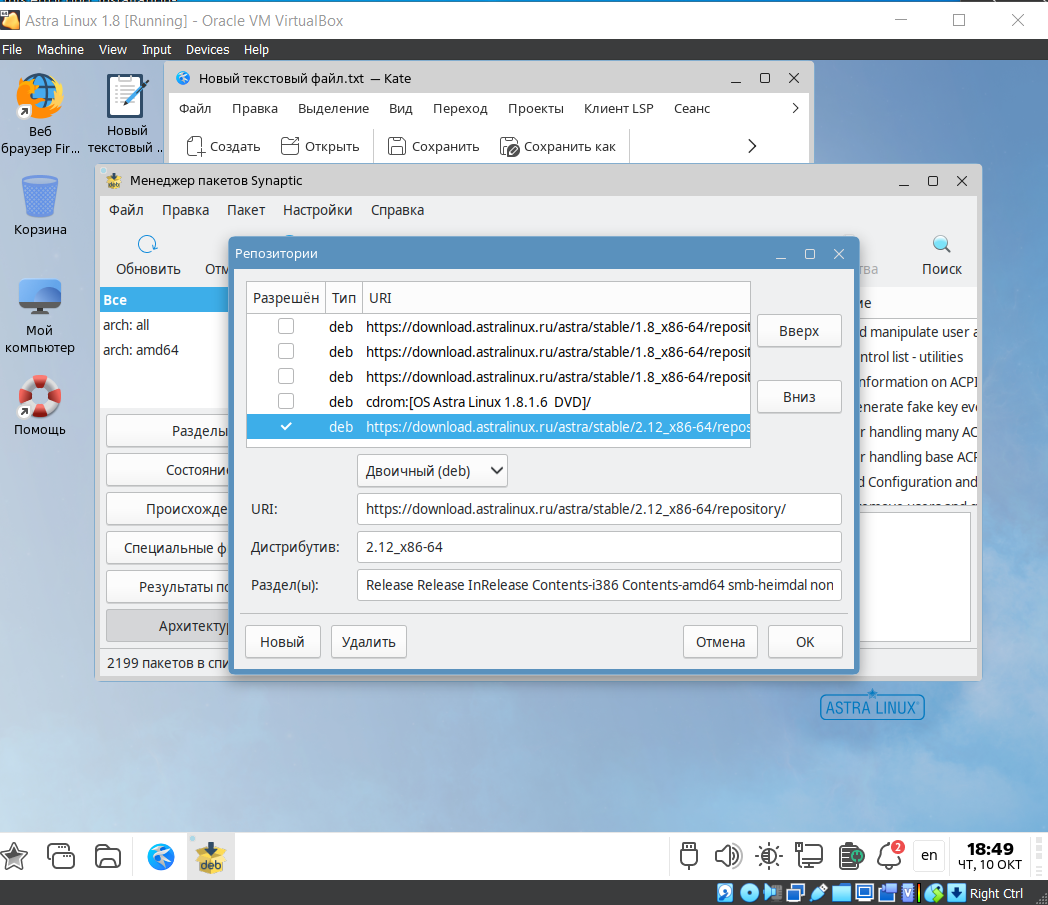 Astra Linux 1.8 [Running] - Oracle VM VirtualBox
File Machine View Input Devices Help
Веб
браузер Fir...
Новый
текстовый ...
Корзина
Мой
компьютер
Помощь
Новый текстовый файл.txt — Kate
Файл Правка Выделение Вид Переход Проекты Клиент LSP Сеанс
Создать Открыть Сохранить Сохранить как
Менеджер пакетов Synaptic
Файл Правка Пакет Настройки Справка
Обновить Отм тва Поиск
Все
arch: all
arch: amd64
Разделы
Состояние
Происхожде
Специальные ф
Результаты по
Архитектур
2199 пакетов в спи
ие
d manipulate user a
ntrol list - utilities
nformation on ACPI
enerate fake key eve
r handling many AC
r handling base ACP
d Configuration and
Репозитории
Разрешён Тип URI
deb https://download.astralinux.ru/astra/stable/1.8_x86-64/reposit
deb https://download.astralinux.ru/astra/stable/1.8_x86-64/reposit
deb https://download.astralinux.ru/astra/stable/1.8_x86-64/reposit
deb cdrom:[OS Astra Linux 1.8.1.6 DVD]/
deb https://download.astralinux.ru/astra/stable/2.12_x86-64/repos
Вверх
Вниз
Двоичный (deb)
URI: https://download.astralinux.ru/astra/stable/2.12_x86-64/repository/
Дистрибутив: 2.12_x86-64
Раздел(ы): Release Release InRelease Contents-i386 Contents-amd64 smb-heimdal non
Новый Удалить Отмена OK
ASTRA LINUX
deb
2
en
18:49
ЧТ, 10 ОКТ
Right Ctrl